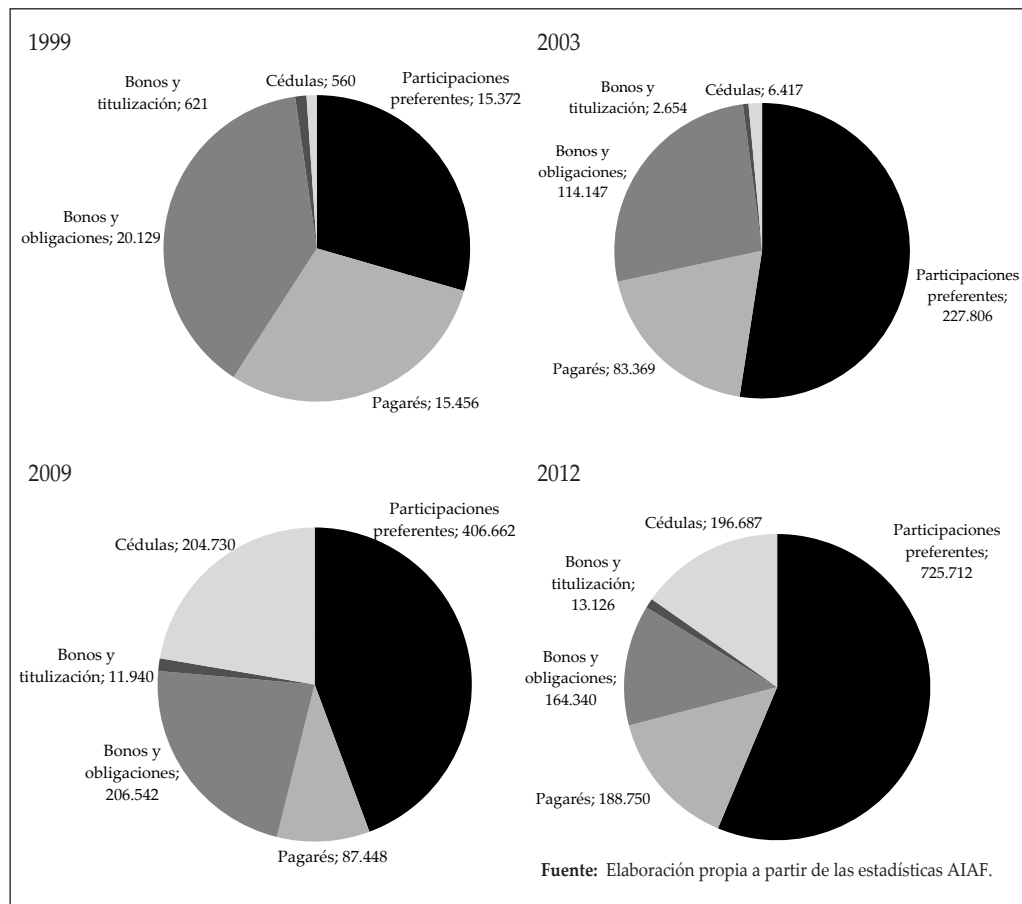 1999
Bonos y
titulización; 621
Cédulas; 560
Participaciones
preferentes; 15.372
Bonos y
obligaciones; 20.129
Pagarés; 15.456
2003
Bonos y
titulización; 2.654
Cédulas; 6.417
Bonos y
obligaciones;
114.147
Participaciones
preferentes;
227.806
Pagarés; 83.369
2009
Participaciones
preferentes; 406.662
Cédulas; 204.730
Bonos y
titulización; 11.940
Bonos y
obligaciones;
206.542
Pagarés; 87.448
2012
Cédulas; 196.687
Participaciones
preferentes;
725.712
Bonos y
titulización;
13.126
Bonos y
obligaciones;
164.340
Pagarés; 188.750
Fuente: Elaboración propia a partir de las estadísticas AIAF.